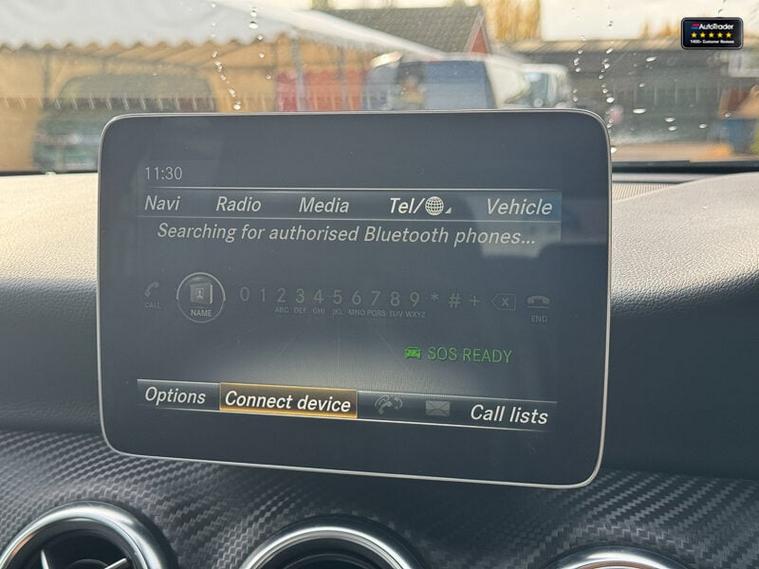 AutoTrader
11:30
Navi Radio Media Tel/ Vehicle
Searching for authorised Bluetooth phones...
0 1 2 3 4 5 6 7 8 9 * # +
CALL NAME ABC DEF GHI JKL MNO PQRS TUV WXYZ END
SOS READY
Options Connect device Call lists